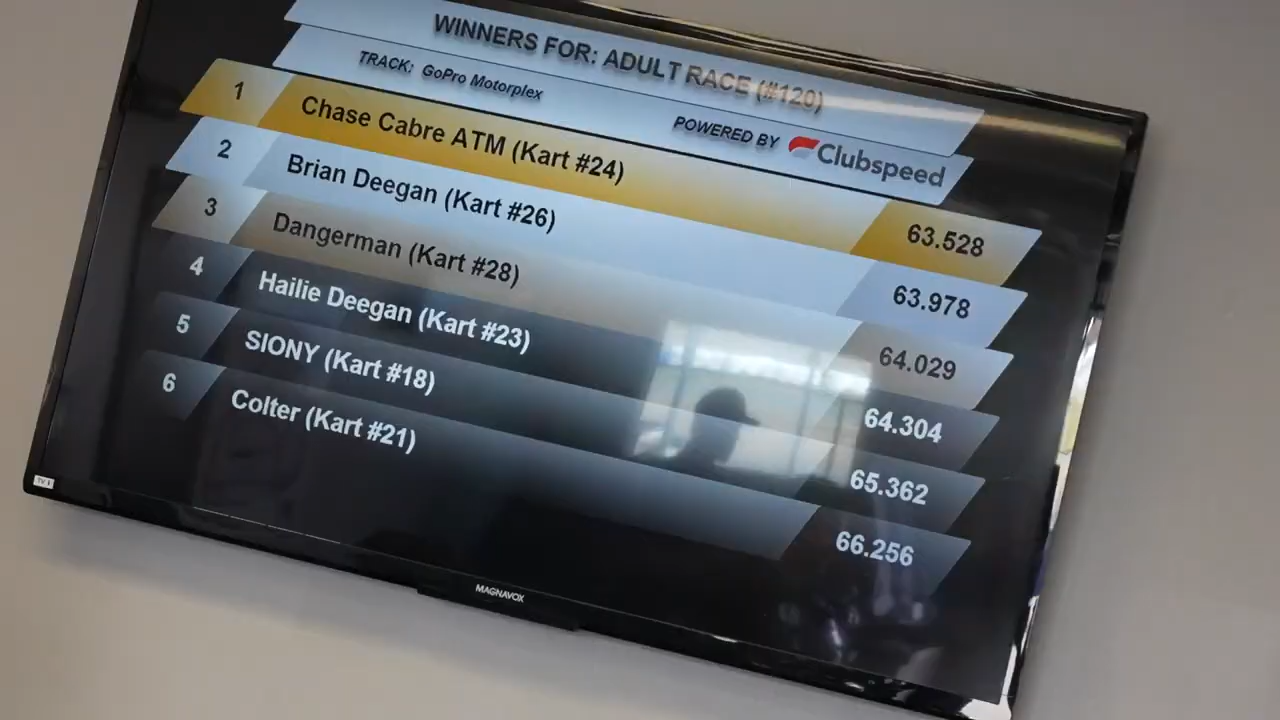 WINNERS FOR: ADULT RACE (#120)
TRACK: GoPro Motorplex
POWERED BY Clubspeed
1 Chase Cabre ATM (Kart #24) 63.528
2 Brian Deegan (Kart #26) 63.978
3 Dangerman (Kart #28) 64.029
4 Hailie Deegan (Kart #23) 64.304
5 SIONY (Kart #18) 65.362
6 Colter (Kart #21) 66.256
TV 1
MAGNAVOX